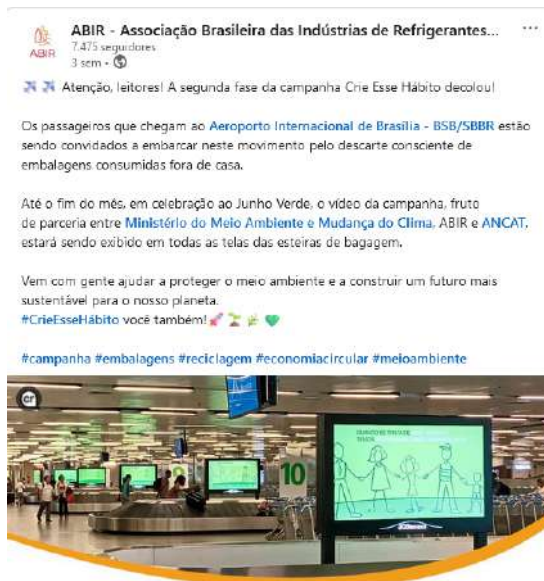 ABIR
ABIR - Associação Brasileira das Indústrias de Refrigerantes...
7.475 seguidores
3 sem •
Atenção, leitores! A segunda fase da campanha Crie Esse Hábito decolou!
Os passageiros que chegam ao Aeroporto Internacional de Brasília - BSB/SBBR estão
sendo convidados a embarcar neste movimento pelo descarte consciente de
embalagens consumidas fora de casa.
Até o fim do mês, em celebração ao Junho Verde, o vídeo da campanha, fruto
de parceria entre Ministério do Meio Ambiente e Mudança do Clima, ABIR e ANCAT,
estará sendo exibido em todas as telas das esteiras de bagagem.
Vem com gente ajudar a proteger o meio ambiente e a construir um futuro mais
sustentável para o nosso planeta.
#CrieEsseHábito você também!
#campanha #embalagens #reciclagem #economiacircular #meioambiente
cr
10